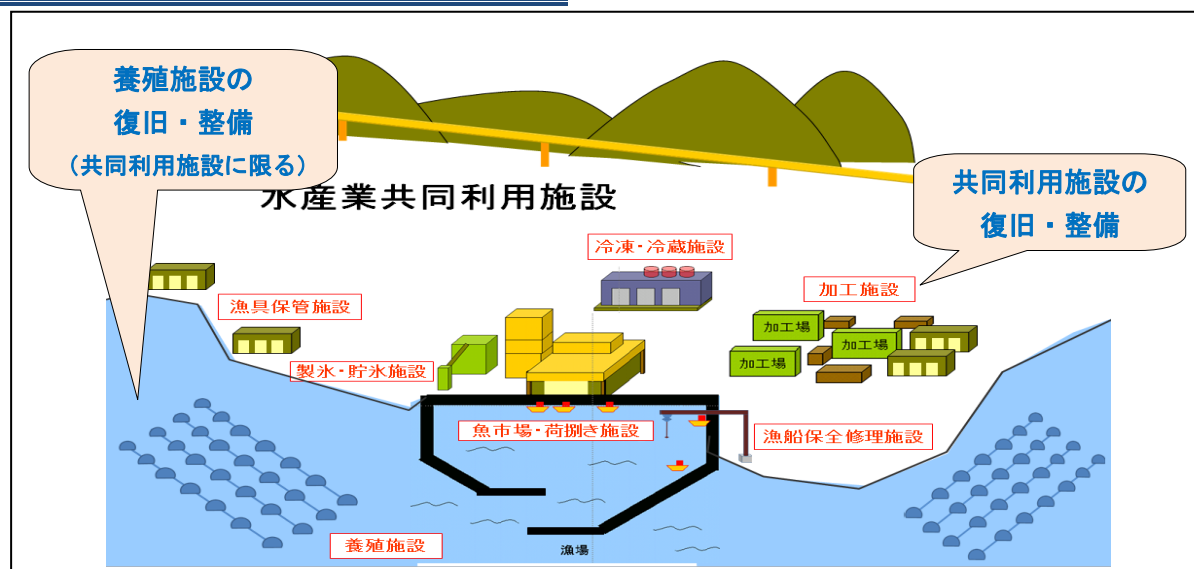 養殖施設の
復旧・整備
（共同利用施設に限る）
水産業共同利用施設
共同利用施設の
復旧・整備
冷凍・冷蔵施設
漁具保管施設
加工施設
加工場
加工場
加工場
製氷・貯氷施設
魚市場・荷捌き施設
漁船保全修理施設
養殖施設
漁場